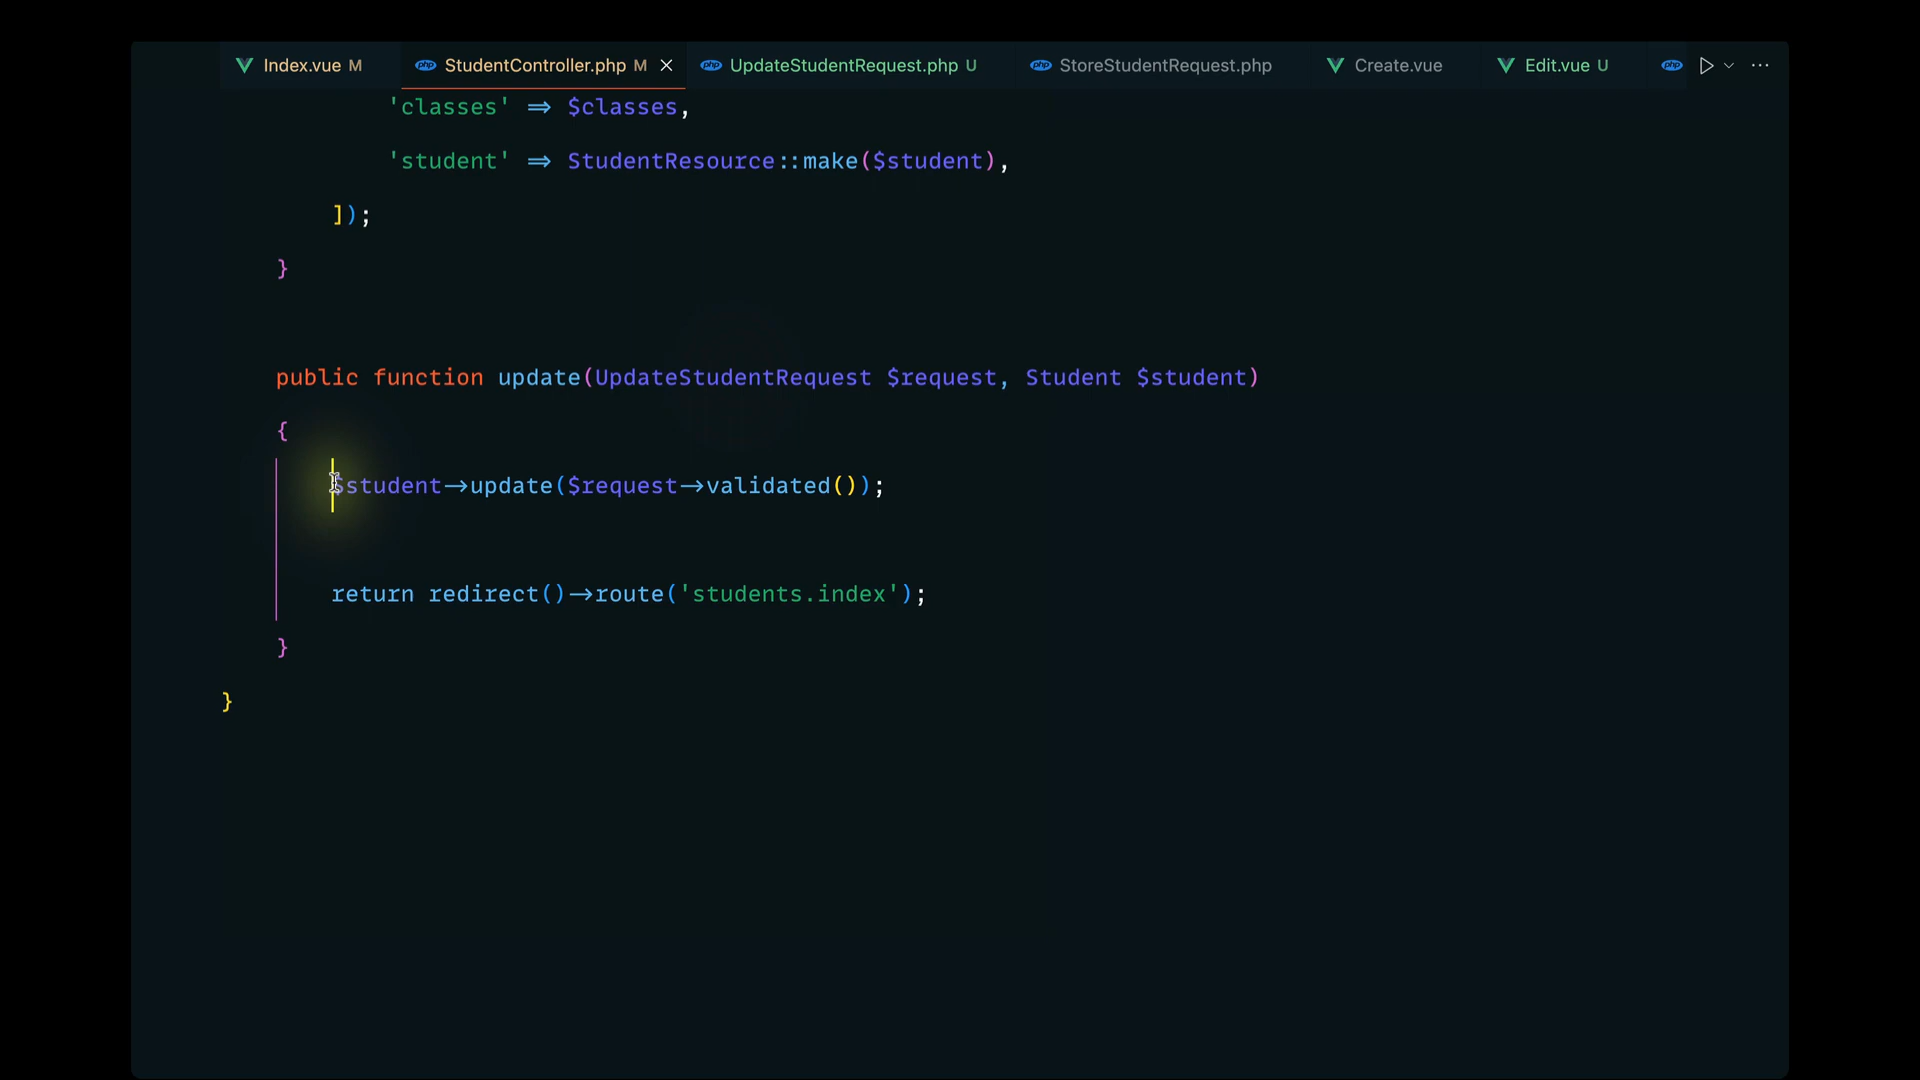 Index.vue M StudentController.php M UpdateStudentRequest.php U StoreStudentRequest.php Create.vue Edit.vue U
'classes' => $classes,
'student' => StudentResource::make($student),
]);
}
public function update(UpdateStudentRequest $request, Student $student)
{
$student->update($request->validated());
return redirect()->route('students.index');
}
}